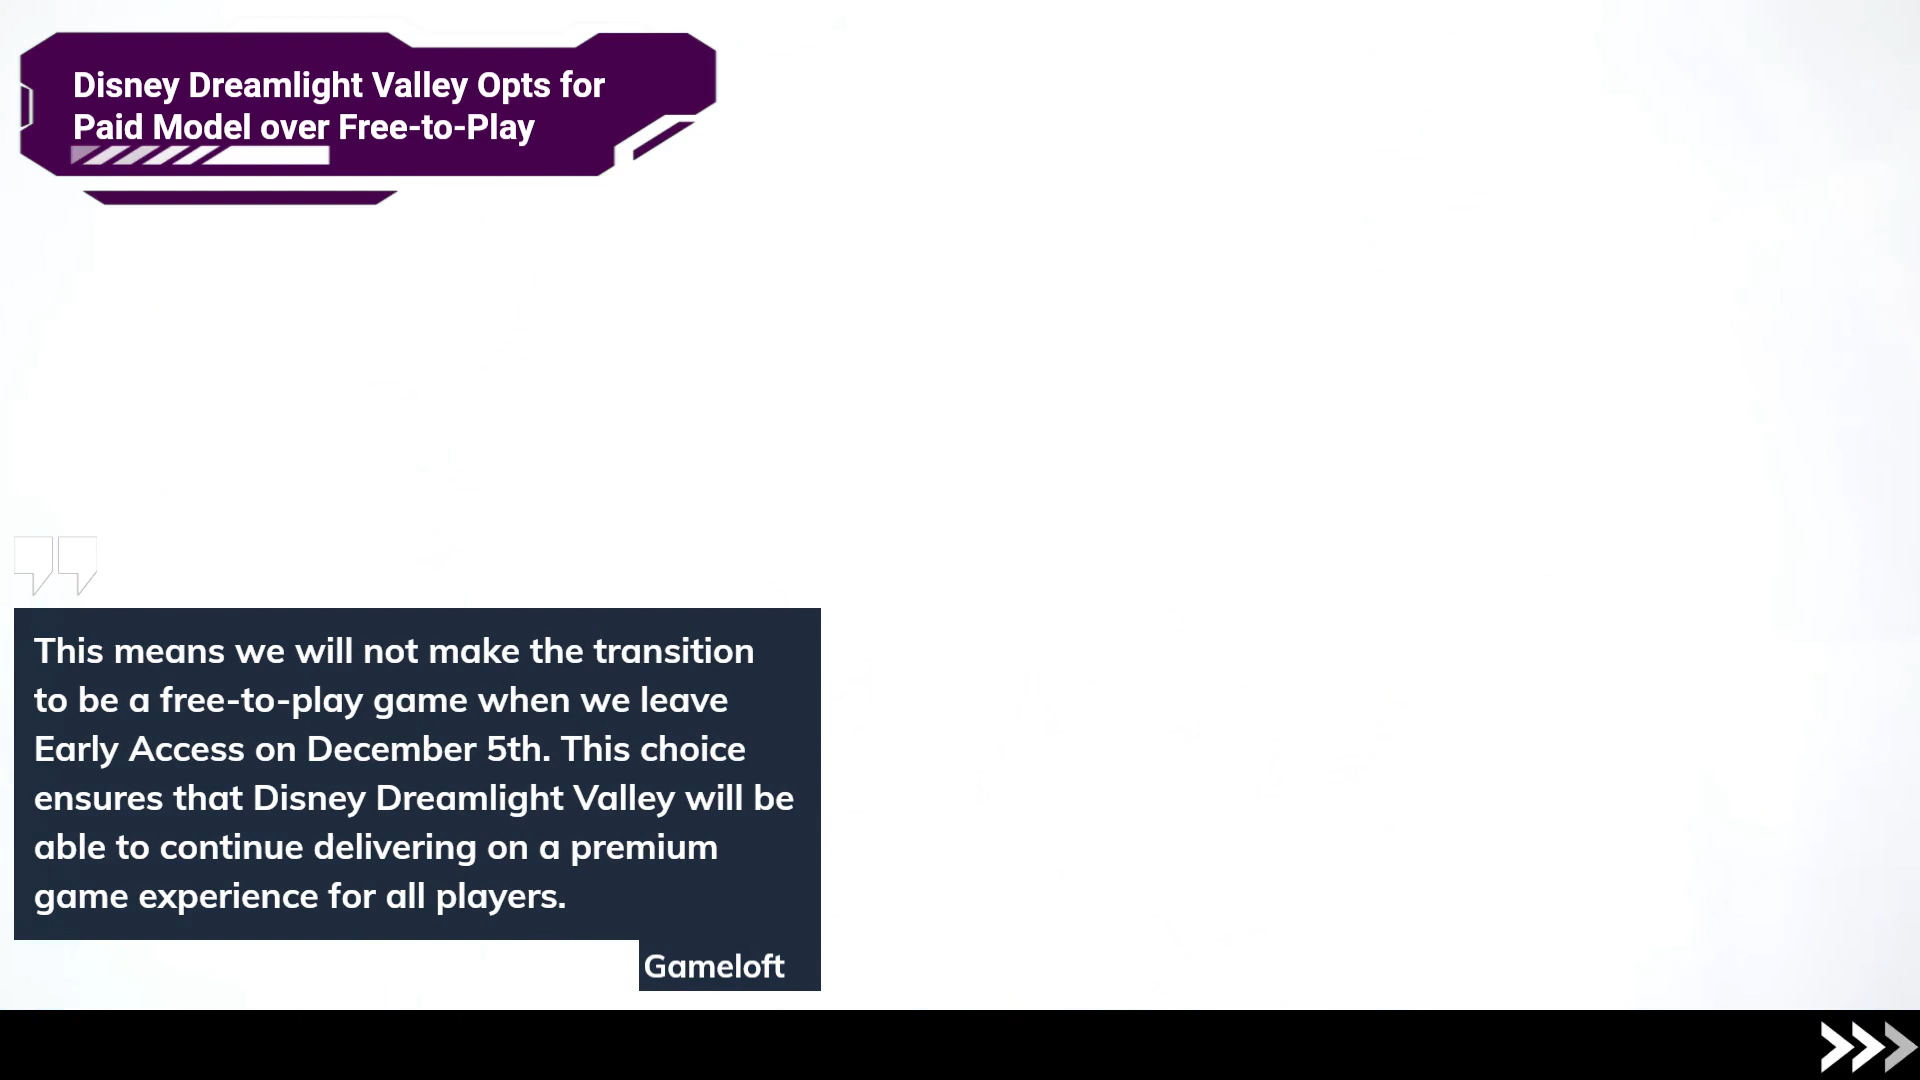 Disney Dreamlight Valley Opts for
Paid Model over Free-to-Play
This means we will not make the transition
to be a free-to-play game when we leave
Early Access on December 5th. This choice
ensures that Disney Dreamlight Valley will be
able to continue delivering on a premium
game experience for all players.
Gameloft